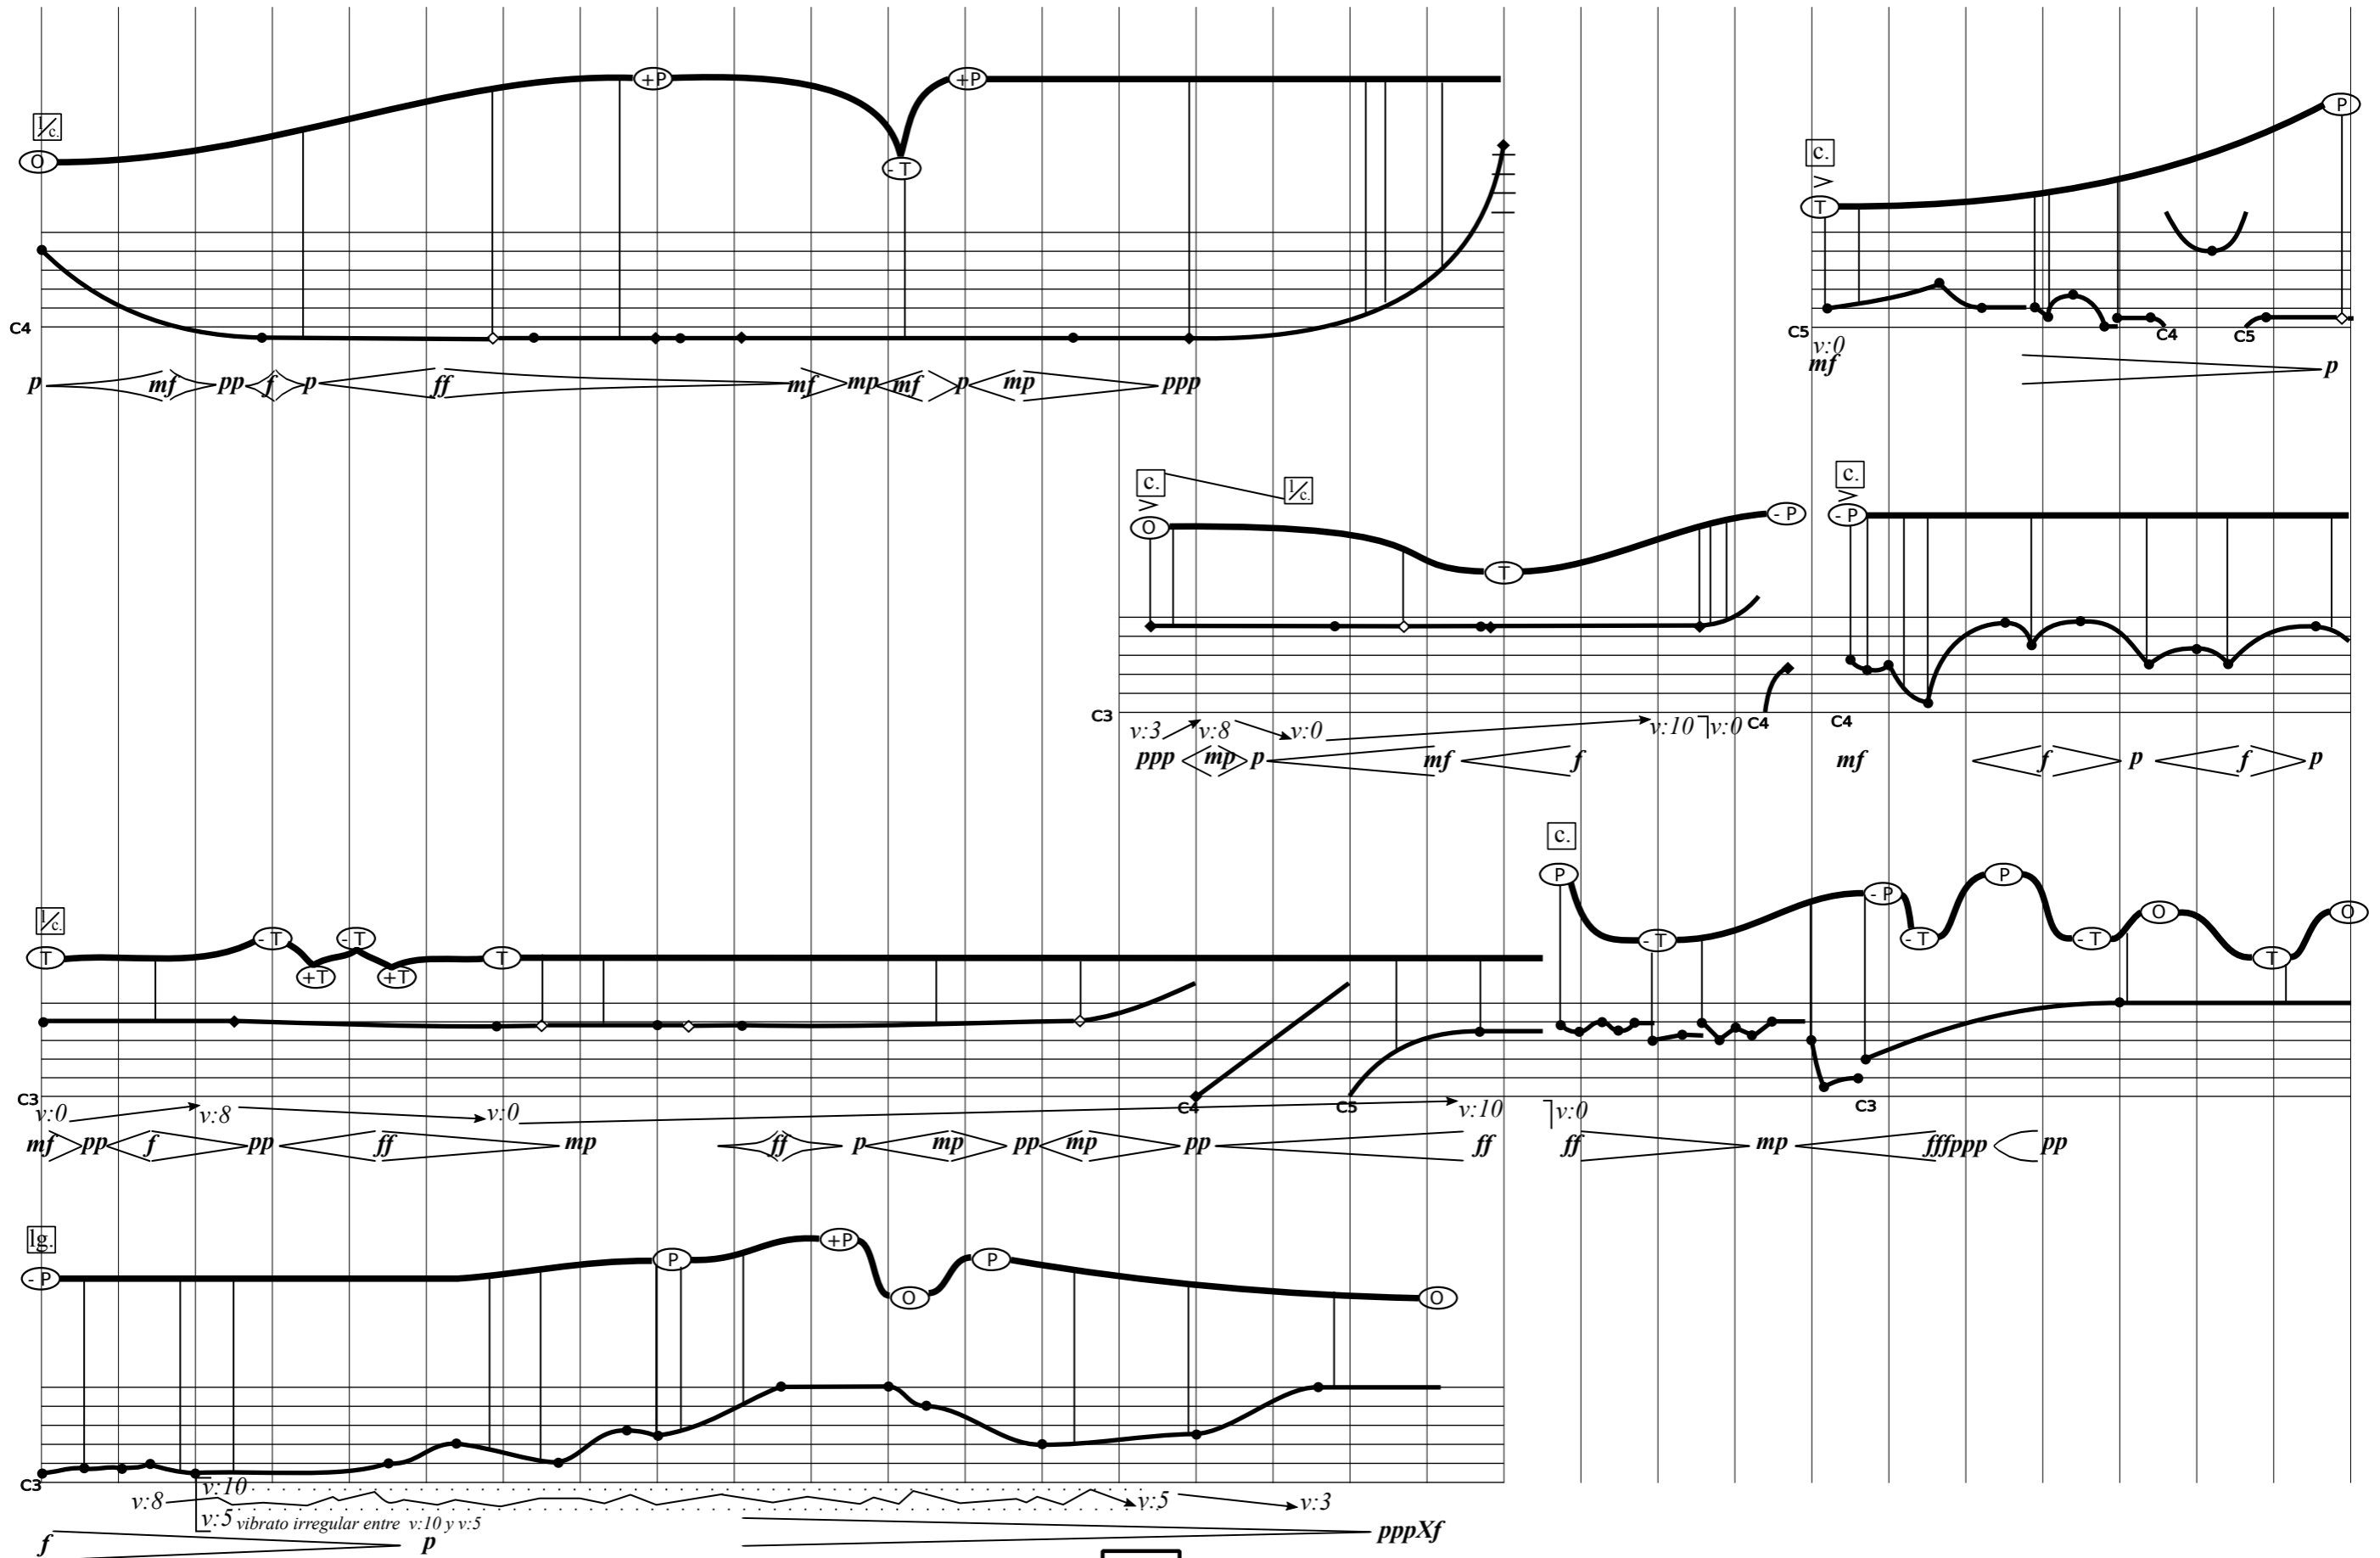 +P +P
P
l/c.
c.
O - T
>
T
C4 C5 C4 C5
v:0
p mf pp f p ff mf mp mf p mp ppp mf p
c. l/c. c.
> >
O - P - P
T
C3 v:3 v:8 v:0 v:10 v:0 C4 C4
ppp mp p mf f mf f p f p
c.
P - P P
l/c.
T - T - T T - T - T - T O T O
+T +T
C3 C4 C5 C3
v:0 v:8 v:0 v:10 v:0
mf pp f pp ff mp ff p mp pp mp pp ff ff mp fffppp pp
lg.
- P P +P P
O O
C3
v:10
v:8 v:5 v:3
v:5 vibrato irregular entre v:10 y v:5
f p pppXf